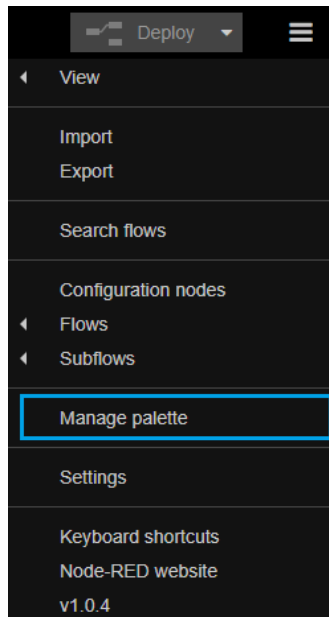 Deploy
View
Import
Export
Search flows
Configuration nodes
Flows
Subflows
Manage palette
Settings
Keyboard shortcuts
Node-RED website
v1.0.4